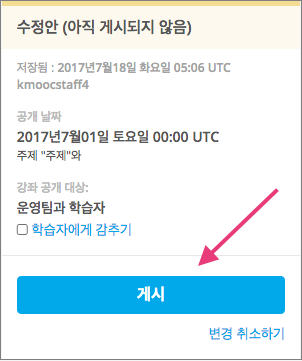 수정안 (아직 게시되지 않음)
저장됨 : 2017년7월18일 화요일 05:06 UTC
kmoocstaff4
공개 날짜
2017년7월01일 토요일 00:00 UTC
주제 "주제"와
강좌 공개 대상:
운영팀과 학습자
학습자에게 감추기
게시
변경 취소하기